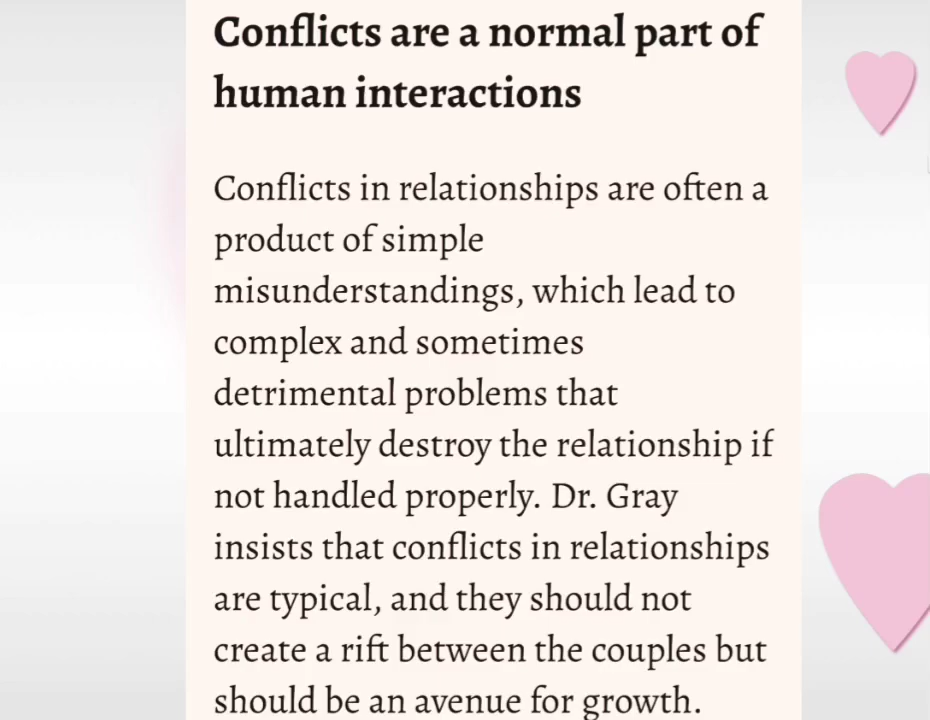 Conflicts are a normal part of
human interactions
Conflicts in relationships are often a
product of simple
misunderstandings, which lead to
complex and sometimes
detrimental problems that
ultimately destroy the relationship if
not handled properly. Dr. Gray
insists that conflicts in relationships
are typical, and they should not
create a rift between the couples but
should be an avenue for growth.